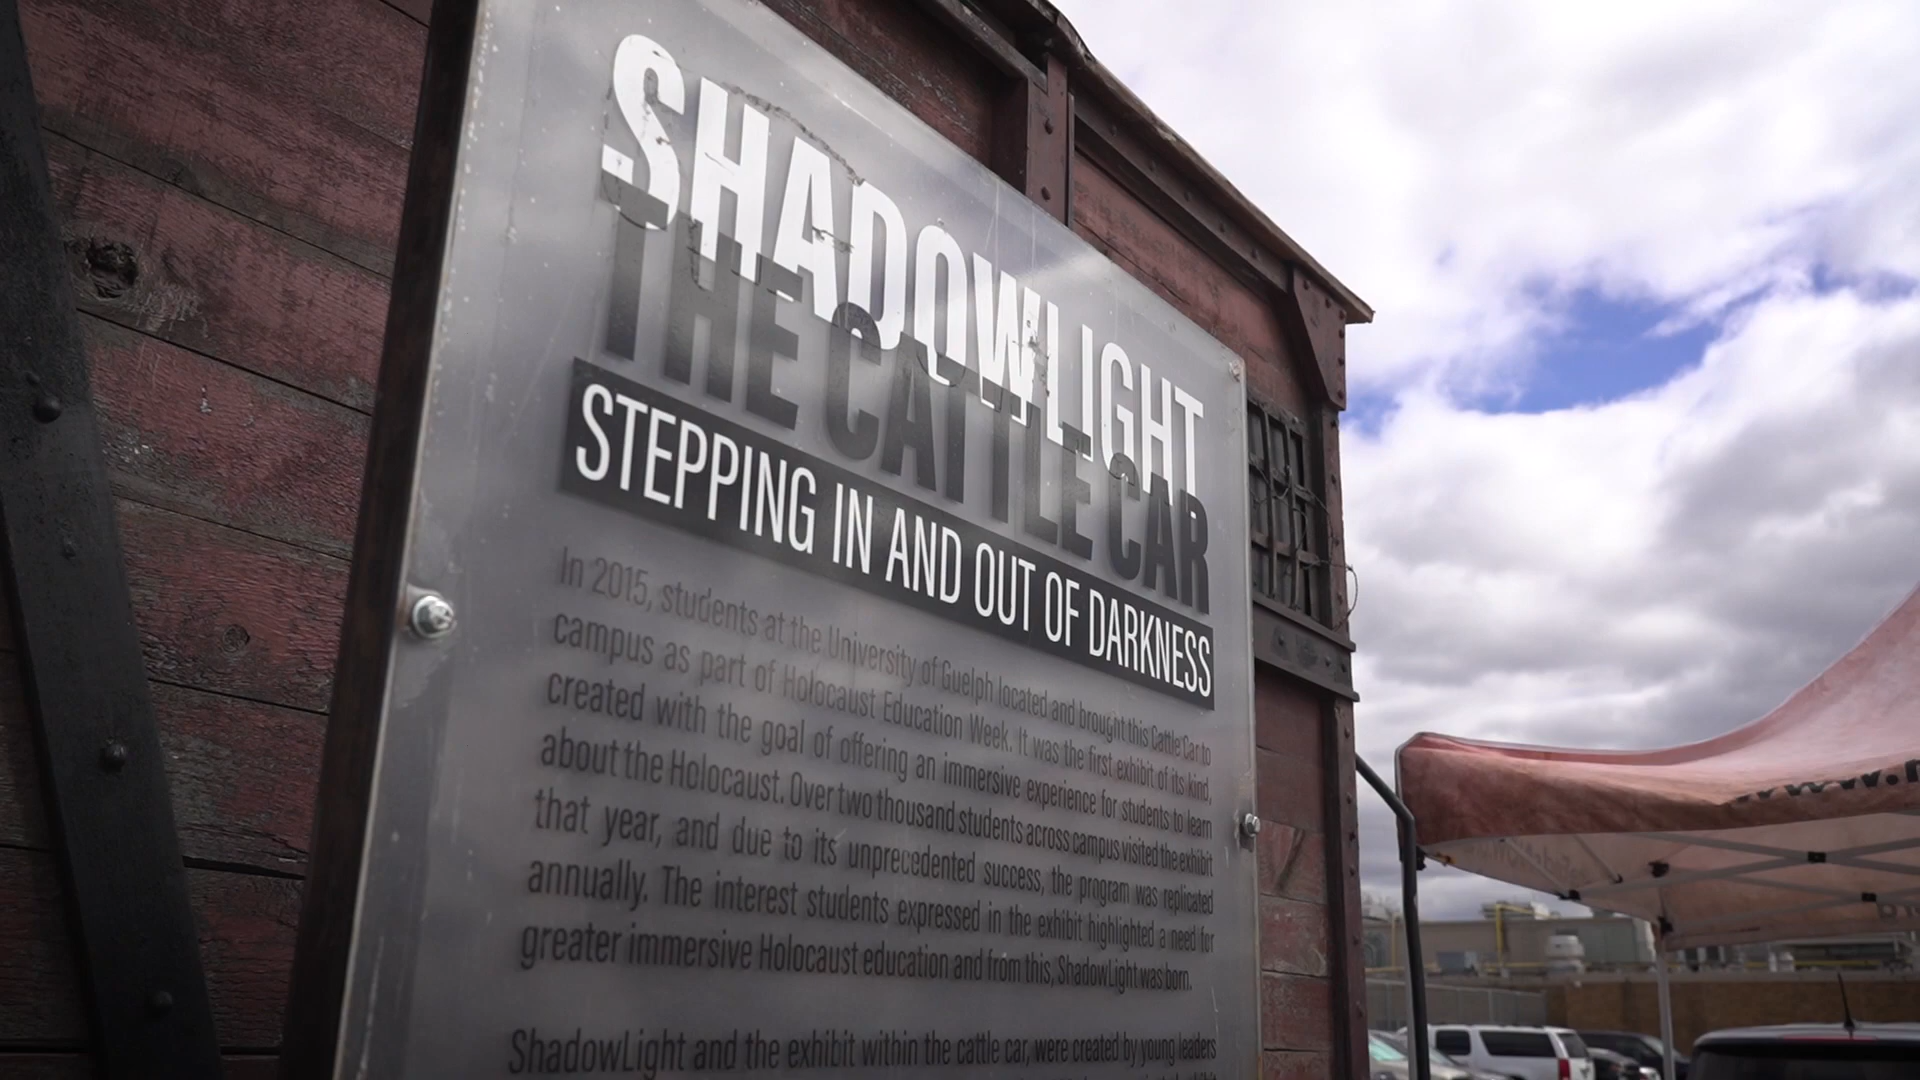 SHADOWLIGHT
THE CATTLE CAR
STEPPING IN AND OUT OF DARKNESS
In 2015, students at the University of Guelph located and brought this Cattle Car to
campus as part of Holocaust Education Week. It was the first exhibit of its kind,
created with the goal of offering an immersive experience for students to learn
about the Holocaust. Over two thousand students across campus visited the exhibit
that year, and due to its unprecedented success, the program was replicated
annually. The interest students expressed in the exhibit highlighted a need for
greater immersive Holocaust education and from this, ShadowLight was born.
ShadowLight and the exhibit within the cattle car, were created by young leaders
www.